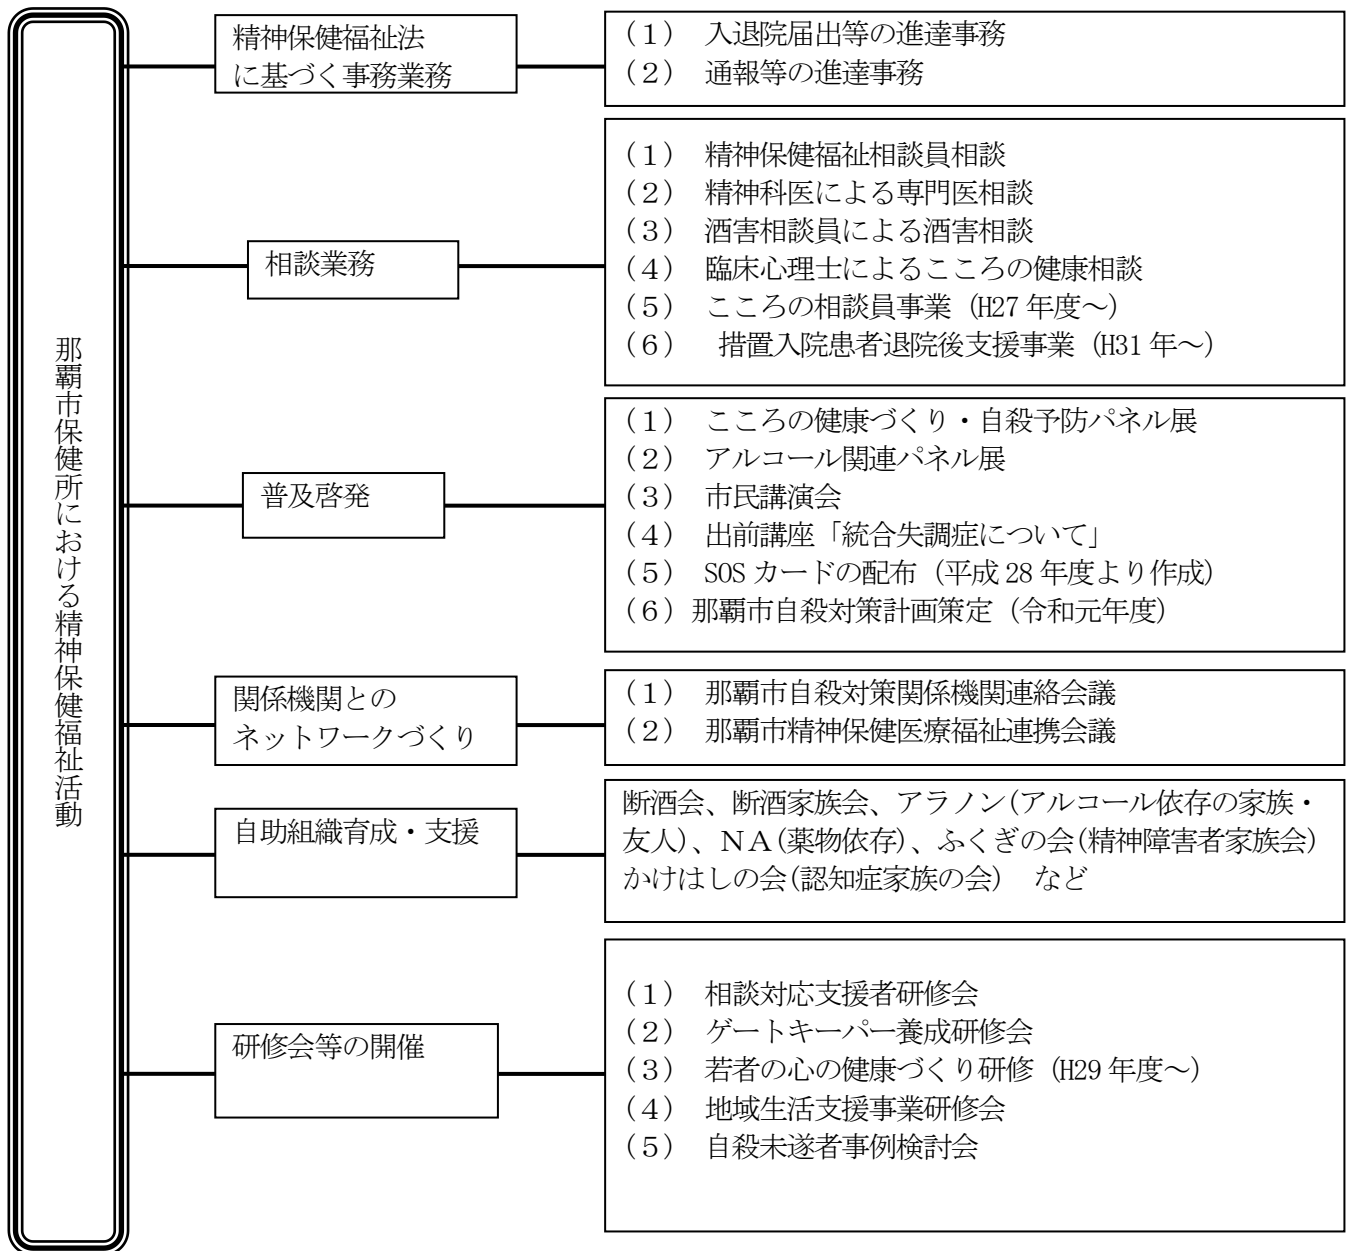 那覇市保健所における精神保健福祉活動
精神保健福祉法
に基づく事務業務
（１） 入退院届出等の進達事務
（２） 通報等の進達事務
相談業務
（１） 精神保健福祉相談員相談
（２） 精神科医による専門医相談
（３） 酒害相談員による酒害相談
（４） 臨床心理士によるこころの健康相談
（５） こころの相談員事業（H27年度～）
（６） 措置入院患者退院後支援事業（H31年～）
普及啓発
（１） こころの健康づくり・自殺予防パネル展
（２） アルコール関連パネル展
（３） 市民講演会
（４） 出前講座「統合失調症について」
（５） SOSカードの配布（平成28年度より作成）
（６）那覇市自殺対策計画策定（令和元年度）
関係機関との
ネットワークづくり
（１） 那覇市自殺対策関係機関連絡会議
（２） 那覇市精神保健医療福祉連携会議
自助組織育成・支援
断酒会、断酒家族会、アラノン(アルコール依存の家族・
友人)、ＮＡ(薬物依存)、ふくぎの会(精神障害者家族会)
かけはしの会(認知症家族の会)　など
研修会等の開催
（１） 相談対応支援者研修会
（２） ゲートキーパー養成研修会
（３） 若者の心の健康づくり研修（H29年度～）
（４） 地域生活支援事業研修会
（５） 自殺未遂者事例検討会